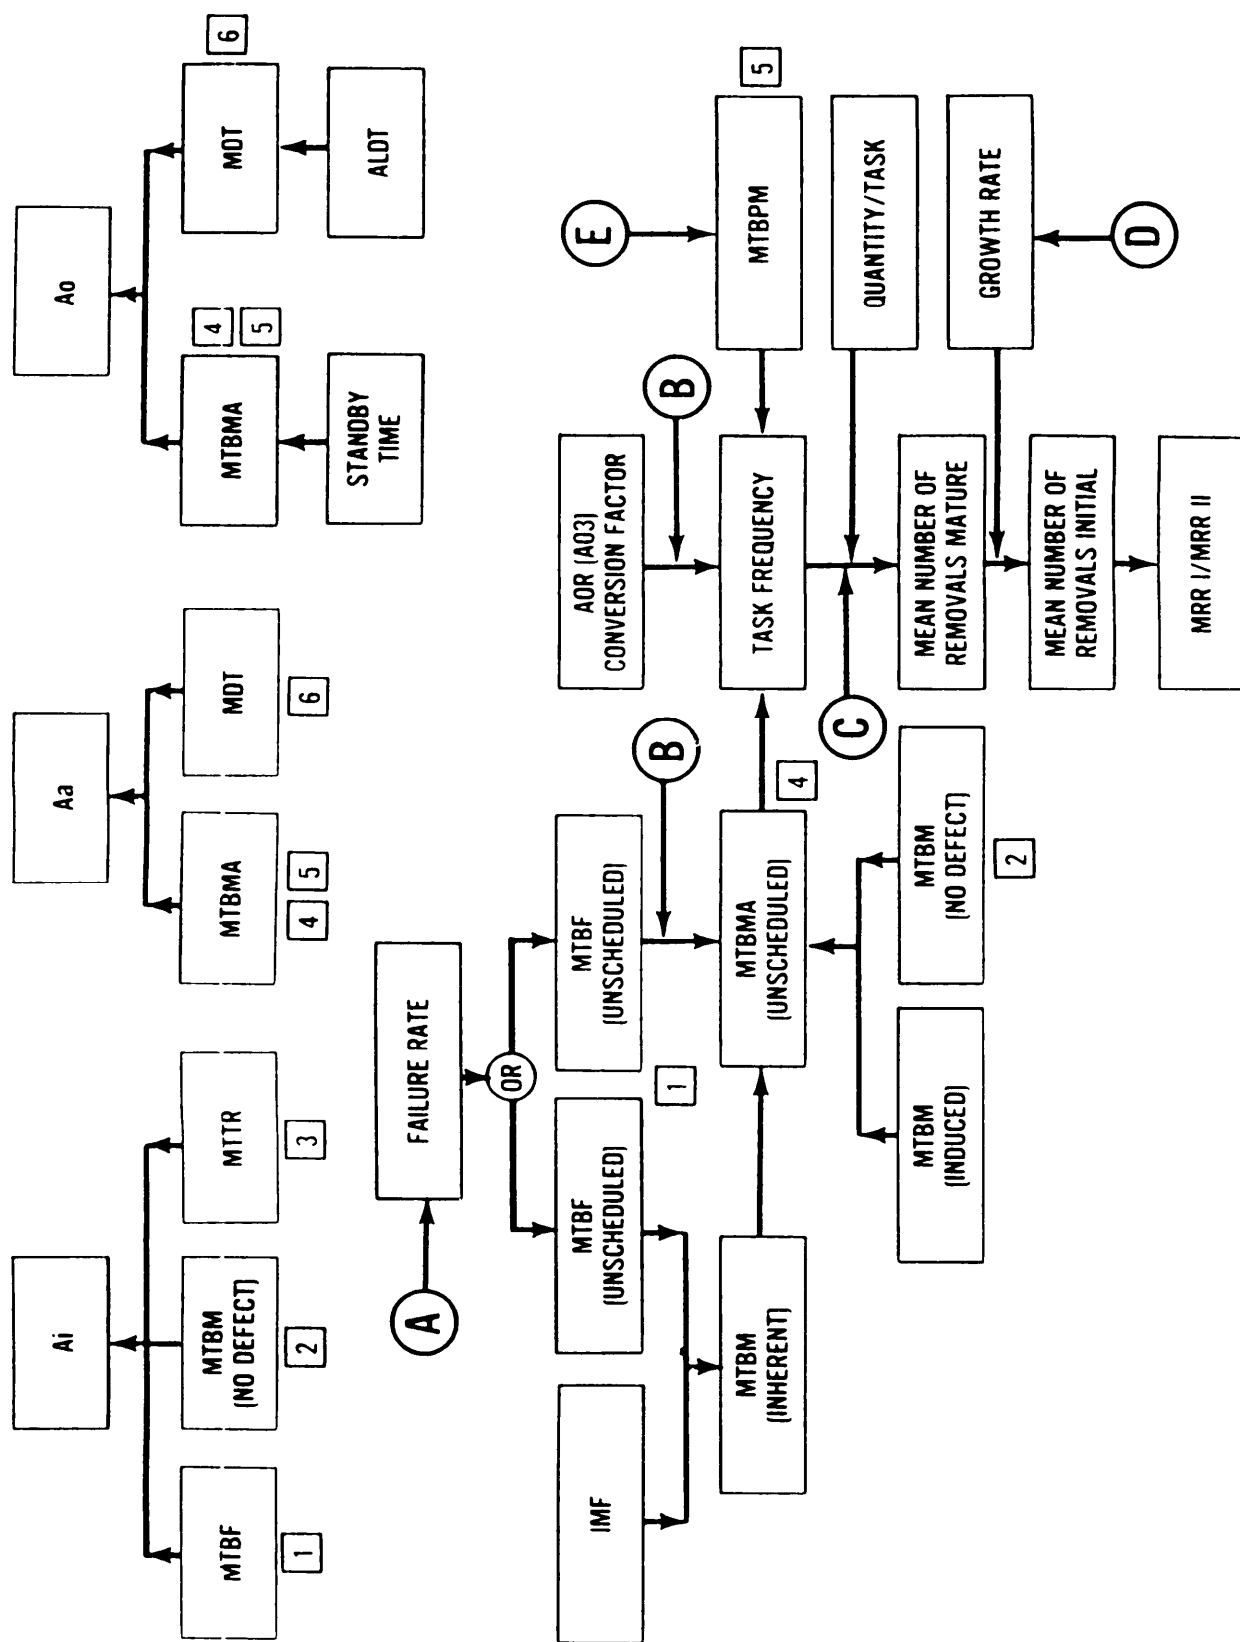 Ai
MTBF
1
MTBM
(NO DEFECT)
2
MTTR
3
Aa
MTBMA
4 5
MDT
6
Ao
MTBMA
4
5
STANDBY
TIME
MDT
6
ALDT
A
FAILURE RATE
OR
IMF
MTBF
(UNSCHEDULED)
1
MTBF
(UNSCHEDULED)
B
AOR (A03)
CONVERSION FACTOR
B
E
MTBM
(INHERENT)
MTBMA
(UNSCHEDULED)
4
TASK FREQUENCY
MTBPM
5
C
QUANTITY/TASK
MTBM
(INDUCED)
MTBM
(NO DEFECT)
2
MEAN NUMBER OF
REMOVALS MATURE
GROWTH RATE
D
MEAN NUMBER OF
REMOVALS INITIAL
MRR I/MRR II